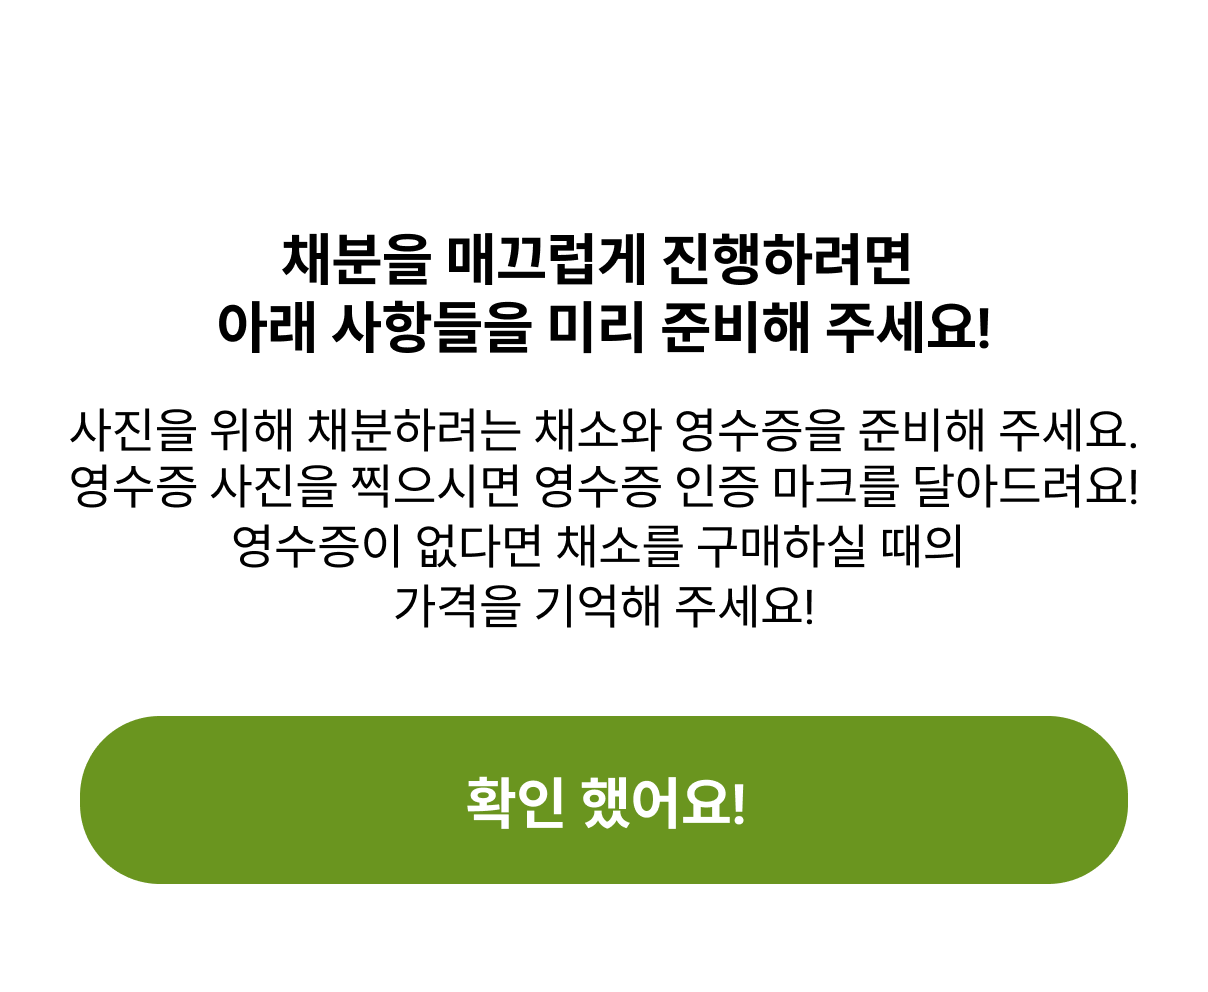 채분을 매끄럽게 진행하려면
아래 사항들을 미리 준비해 주세요!
사진을 위해 채분하려는 채소와 영수증을 준비해 주세요.
영수증 사진을 찍으시면 영수증 인증 마크를 달아드려요!
영수증이 없다면 채소를 구매하실 때의
가격을 기억해 주세요!
확인 했어요!